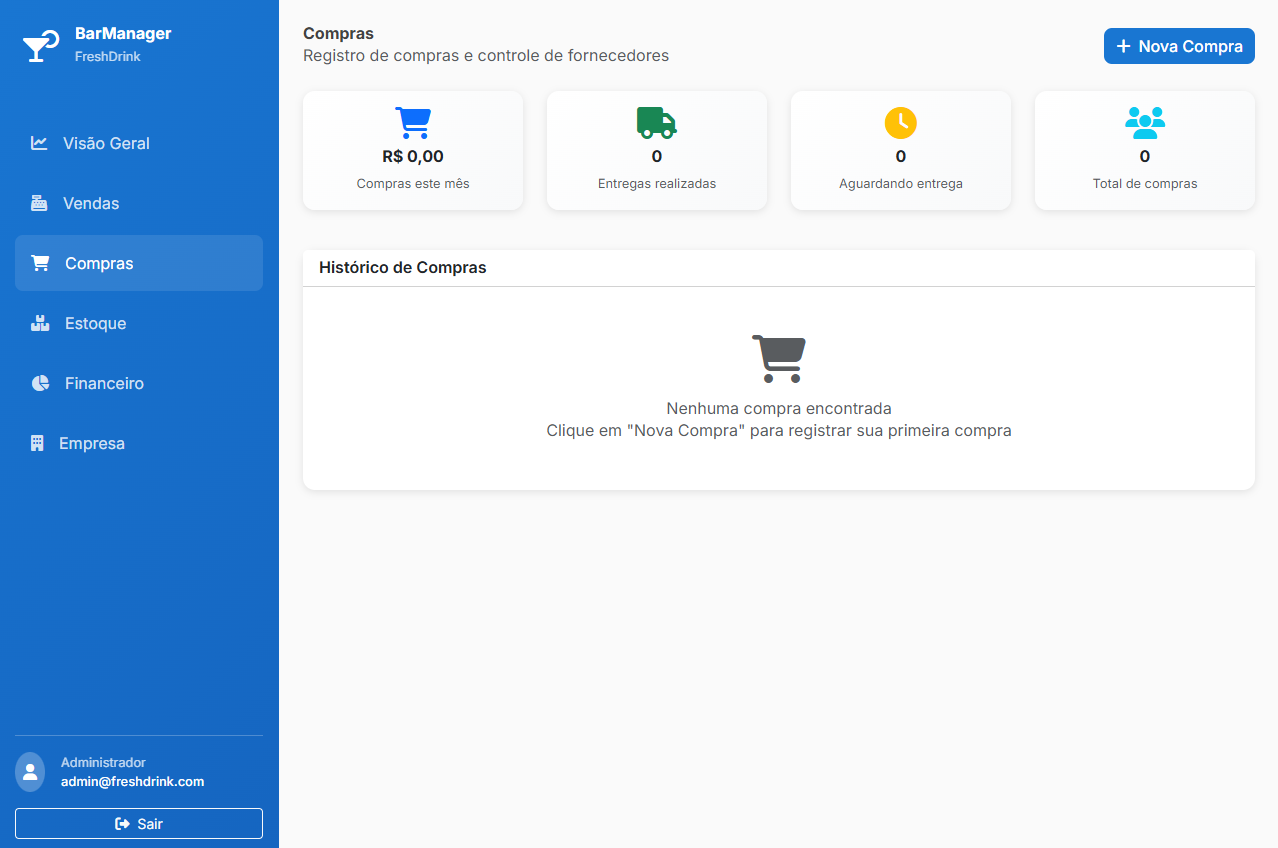 BarManager
FreshDrink
Visão Geral
Vendas
Compras
Estoque
Financeiro
Empresa
Administrador
admin@freshdrink.com
Sair
Compras
Registro de compras e controle de fornecedores
+ Nova Compra
R$ 0,00
Compras este mês
0
Entregas realizadas
0
Aguardando entrega
0
Total de compras
Histórico de Compras
Nenhuma compra encontrada
Clique em "Nova Compra" para registrar sua primeira compra